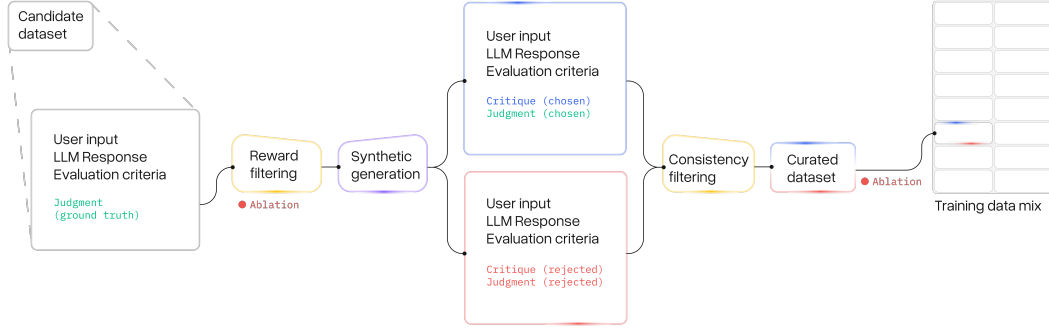 Candidate
dataset
User input
LLM Response
Evaluation criteria
Judgment
(ground truth)
Reward
filtering
Ablation
Synthetic
generation
User input
LLM Response
Evaluation criteria
Critique (chosen)
Judgment (chosen)
User input
LLM Response
Evaluation criteria
Critique (rejected)
Judgment (rejected)
Consistency
filtering
Curated
dataset
Ablation
Training data mix